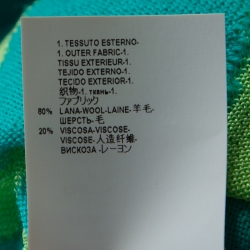 1. TESSUTO ESTERNO-
1. OUTER FABRIC-1.
TISSU EXTERIEUR-1.
TEJIDO EXTERNO-1.
TECIDO EXTERIOR-1.
织物-1. ткань-1.
ファブリック
80% LANA-WOOL-LAINE-羊毛-
ШЕРСТЬ-毛
20% VISCOSA-VISCOSE-
VISCOSE-人造纤维-
ВИСКОЗА -レーヨン